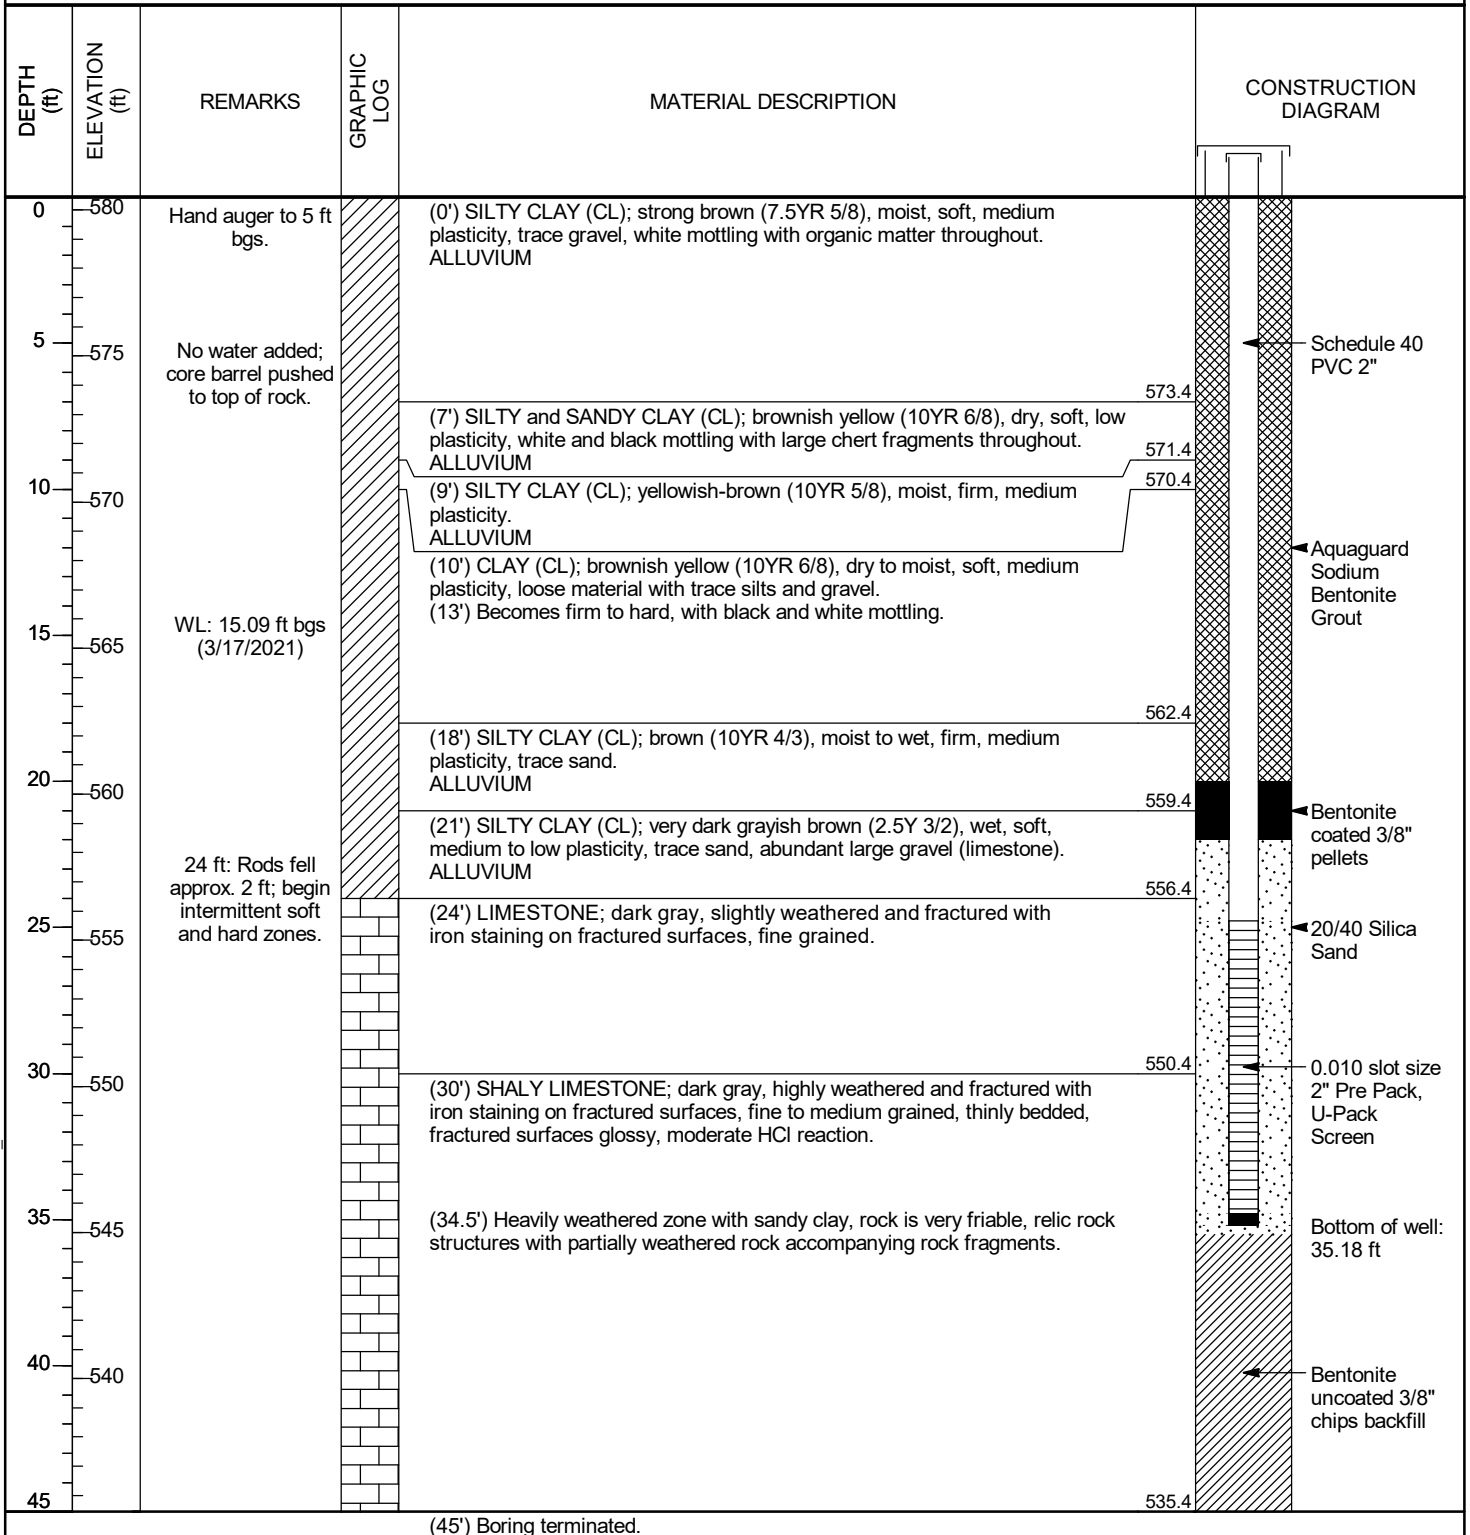 DEPTH
(ft)
ELEVATION
(ft)
REMARKS
GRAPHIC
LOG
MATERIAL DESCRIPTION
CONSTRUCTION
DIAGRAM
0
5
10
15
20
25
30
35
40
45
580
575
570
565
560
555
550
545
540
Hand auger to 5 ft
bgs.
No water added;
core barrel pushed
to top of rock.
WL: 15.09 ft bgs
(3/17/2021)
24 ft: Rods fell
approx. 2 ft; begin
intermittent soft
and hard zones.
(0') SILTY CLAY (CL); strong brown (7.5YR 5/8), moist, soft, medium
plasticity, trace gravel, white mottling with organic matter throughout.
ALLUVIUM
573.4
(7') SILTY and SANDY CLAY (CL); brownish yellow (10YR 6/8), dry, soft, low
plasticity, white and black mottling with large chert fragments throughout.
ALLUVIUM
571.4
(9') SILTY CLAY (CL); yellowish-brown (10YR 5/8), moist, firm, medium
plasticity.
ALLUVIUM
570.4
(10') CLAY (CL); brownish yellow (10YR 6/8), dry to moist, soft, medium
plasticity, loose material with trace silts and gravel.
(13') Becomes firm to hard, with black and white mottling.
562.4
(18') SILTY CLAY (CL); brown (10YR 4/3), moist to wet, firm, medium
plasticity, trace sand.
ALLUVIUM
559.4
(21') SILTY CLAY (CL); very dark grayish brown (2.5Y 3/2), wet, soft,
medium to low plasticity, trace sand, abundant large gravel (limestone).
ALLUVIUM
556.4
(24') LIMESTONE; dark gray, slightly weathered and fractured with
iron staining on fractured surfaces, fine grained.
550.4
(30') SHALY LIMESTONE; dark gray, highly weathered and fractured with
iron staining on fractured surfaces, fine to medium grained, thinly bedded,
fractured surfaces glossy, moderate HCl reaction.
(34.5') Heavily weathered zone with sandy clay, rock is very friable, relic rock
structures with partially weathered rock accompanying rock fragments.
535.4
(45') Boring terminated.
Schedule 40
PVC 2"
Aquaguard
Sodium
Bentonite
Grout
Bentonite
coated 3/8"
pellets
20/40 Silica
Sand
0.010 slot size
2" Pre Pack,
U-Pack
Screen
Bottom of well:
35.18 ft
Bentonite
uncoated 3/8"
chips backfill